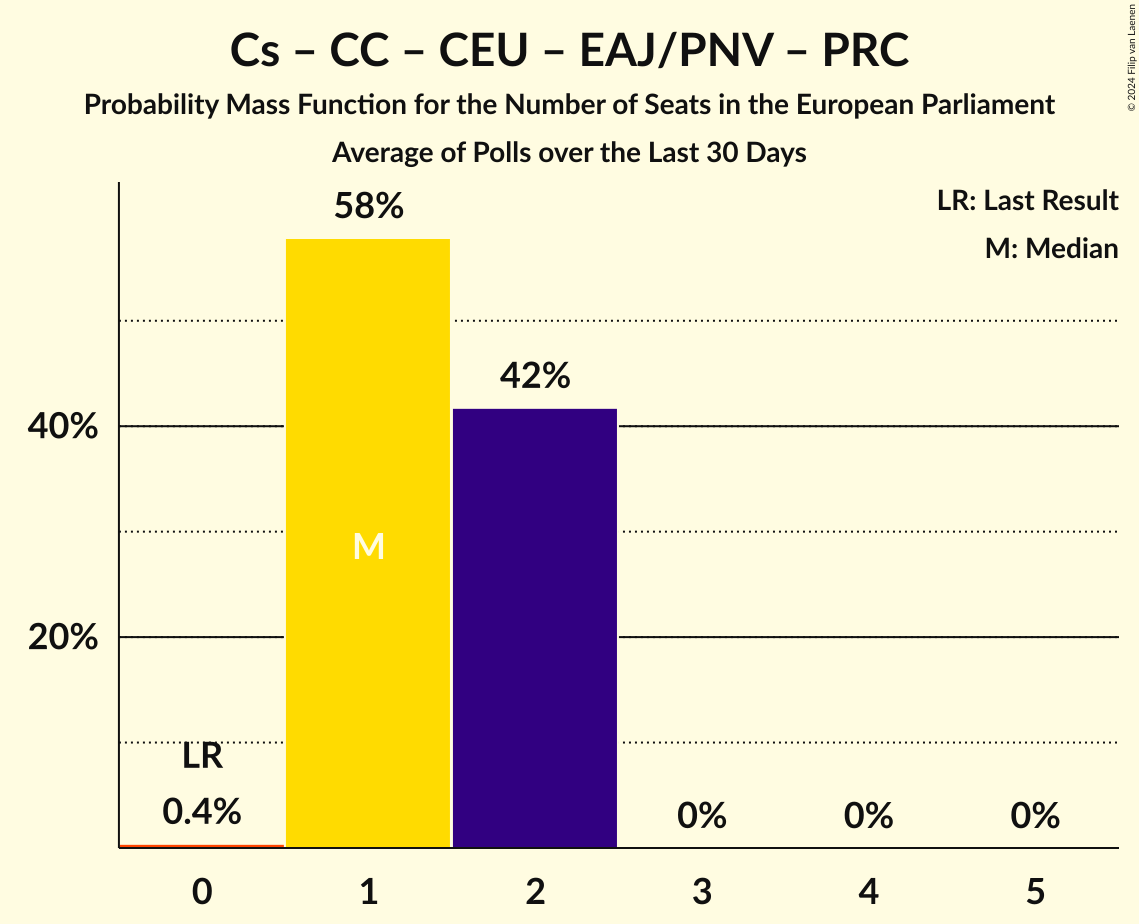 Cs – CC – CEU – EAJ/PNV – PRC
Probability Mass Function for the Number of Seats in the European Parliament
Average of Polls over the Last 30 Days
© 2024 Filip van Laenen
LR: Last Result
M: Median
58%
42%
40%
M
20%
LR
0.4%
0%
0%
0%
0
1
2
3
4
5